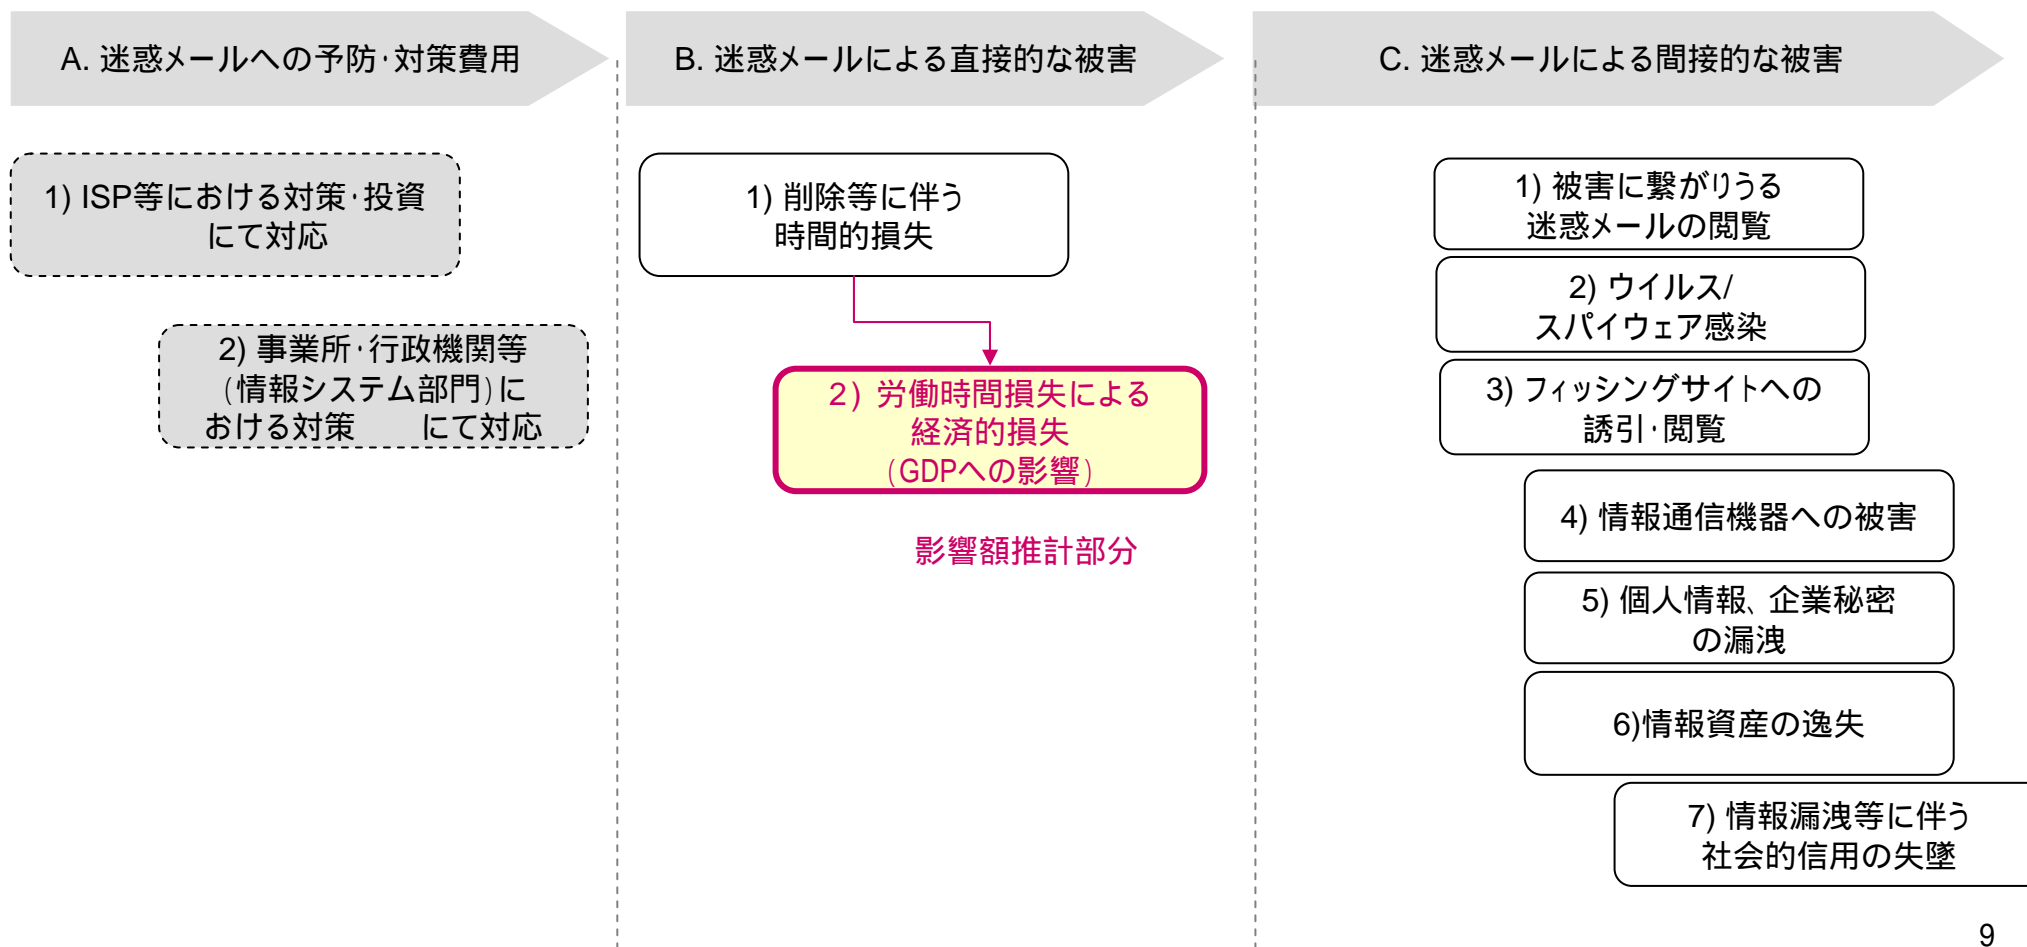 A. 迷惑メールへの予防・対策費用
B. 迷惑メールによる直接的な被害
C. 迷惑メールによる間接的な被害
1) ISP等における対策・投資
にて対応
2) 事業所・行政機関等
(情報システム部門)に
おける対策　　にて対応
1) 削除等に伴う
時間的損失
2) 労働時間損失による
経済的損失
(GDPへの影響)
影響額推計部分
1) 被害に繋がりうる
迷惑メールの閲覧
2) ウイルス/
スパイウェア感染
3) フィッシングサイトへの
誘引・閲覧
4) 情報通信機器への被害
5) 個人情報、企業秘密
の漏洩
6)情報資産の逸失
7) 情報漏洩等に伴う
社会的信用の失墜
9